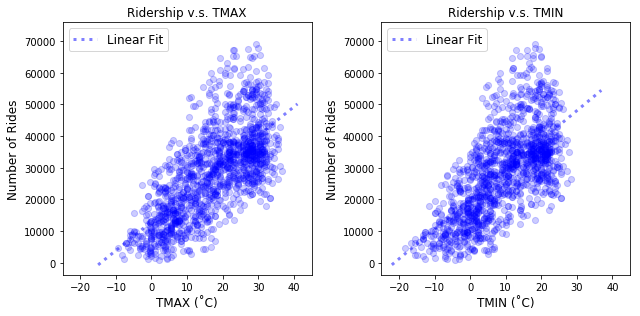 Ridership v.s. TMAX
Linear Fit
Number of Rides
70000
60000
50000
40000
30000
20000
10000
0
−20 −10 0 10 20 30 40
TMAX (˚C)
Ridership v.s. TMIN
Linear Fit
Number of Rides
70000
60000
50000
40000
30000
20000
10000
0
−20 −10 0 10 20 30 40
TMIN (˚C)